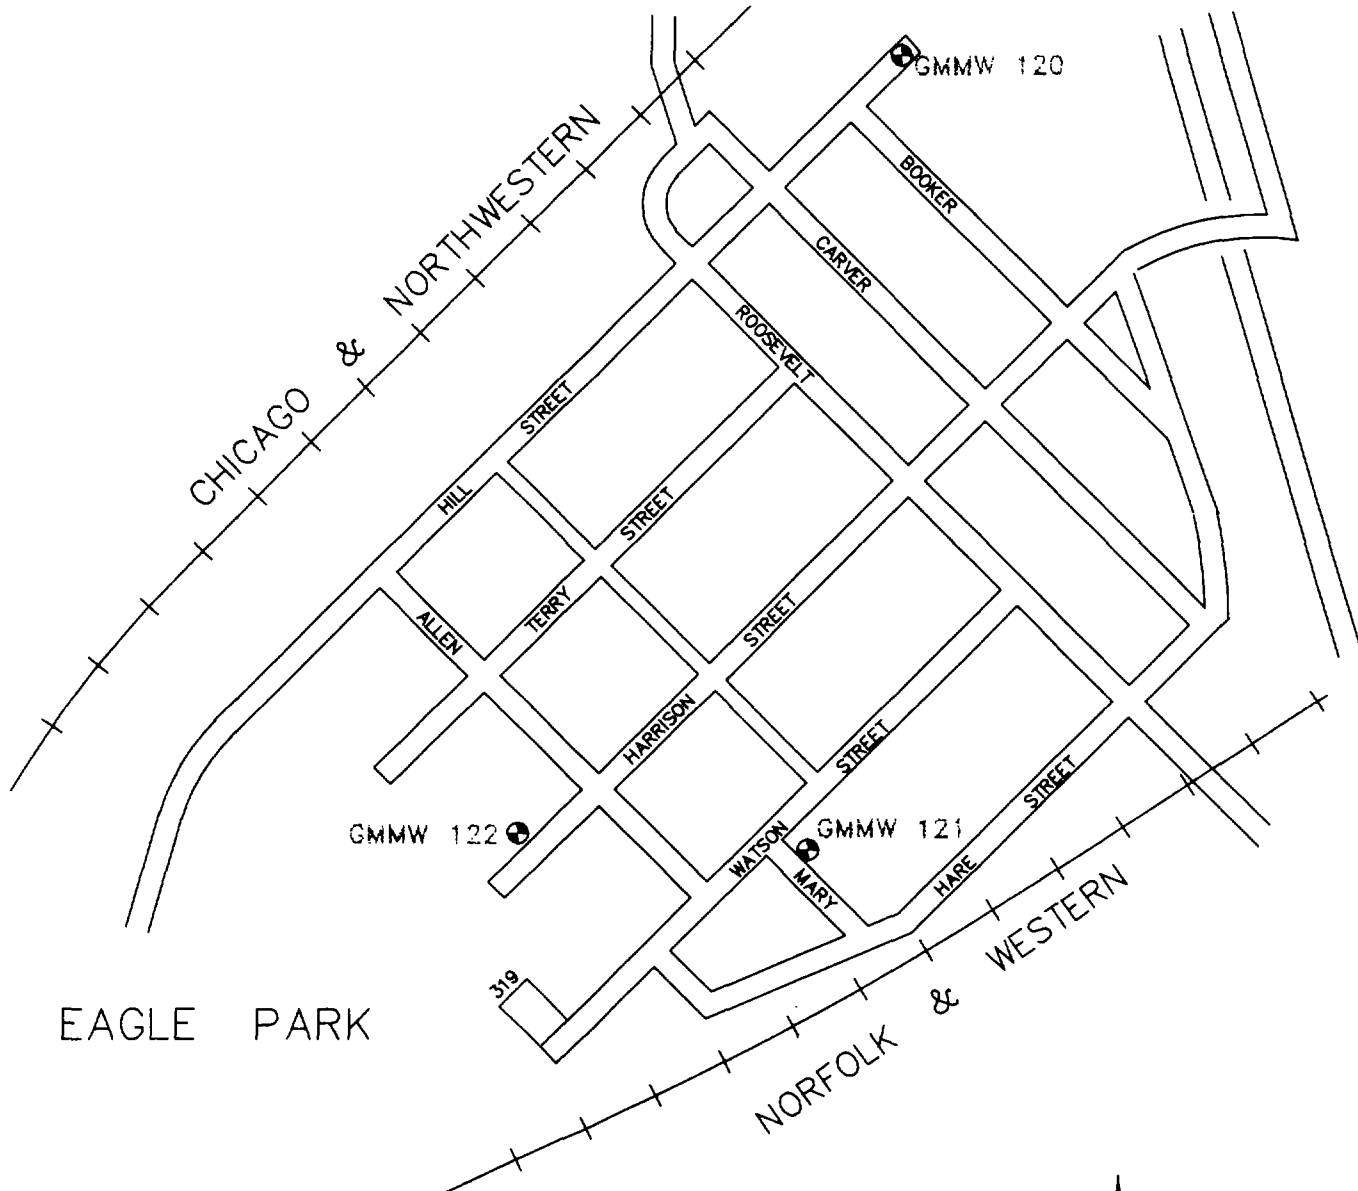 GMMW 120
CHICAGO & NORTHWESTERN
BOOKER
CARVER
ROOSEVELT
HILL STREET
TERRY STREET
ALLEN
HARRISON STREET
WATSON STREET
GMMW 122
GMMW 121
MARY
HARE STREET
319
EAGLE PARK
NORFOLK & WESTERN